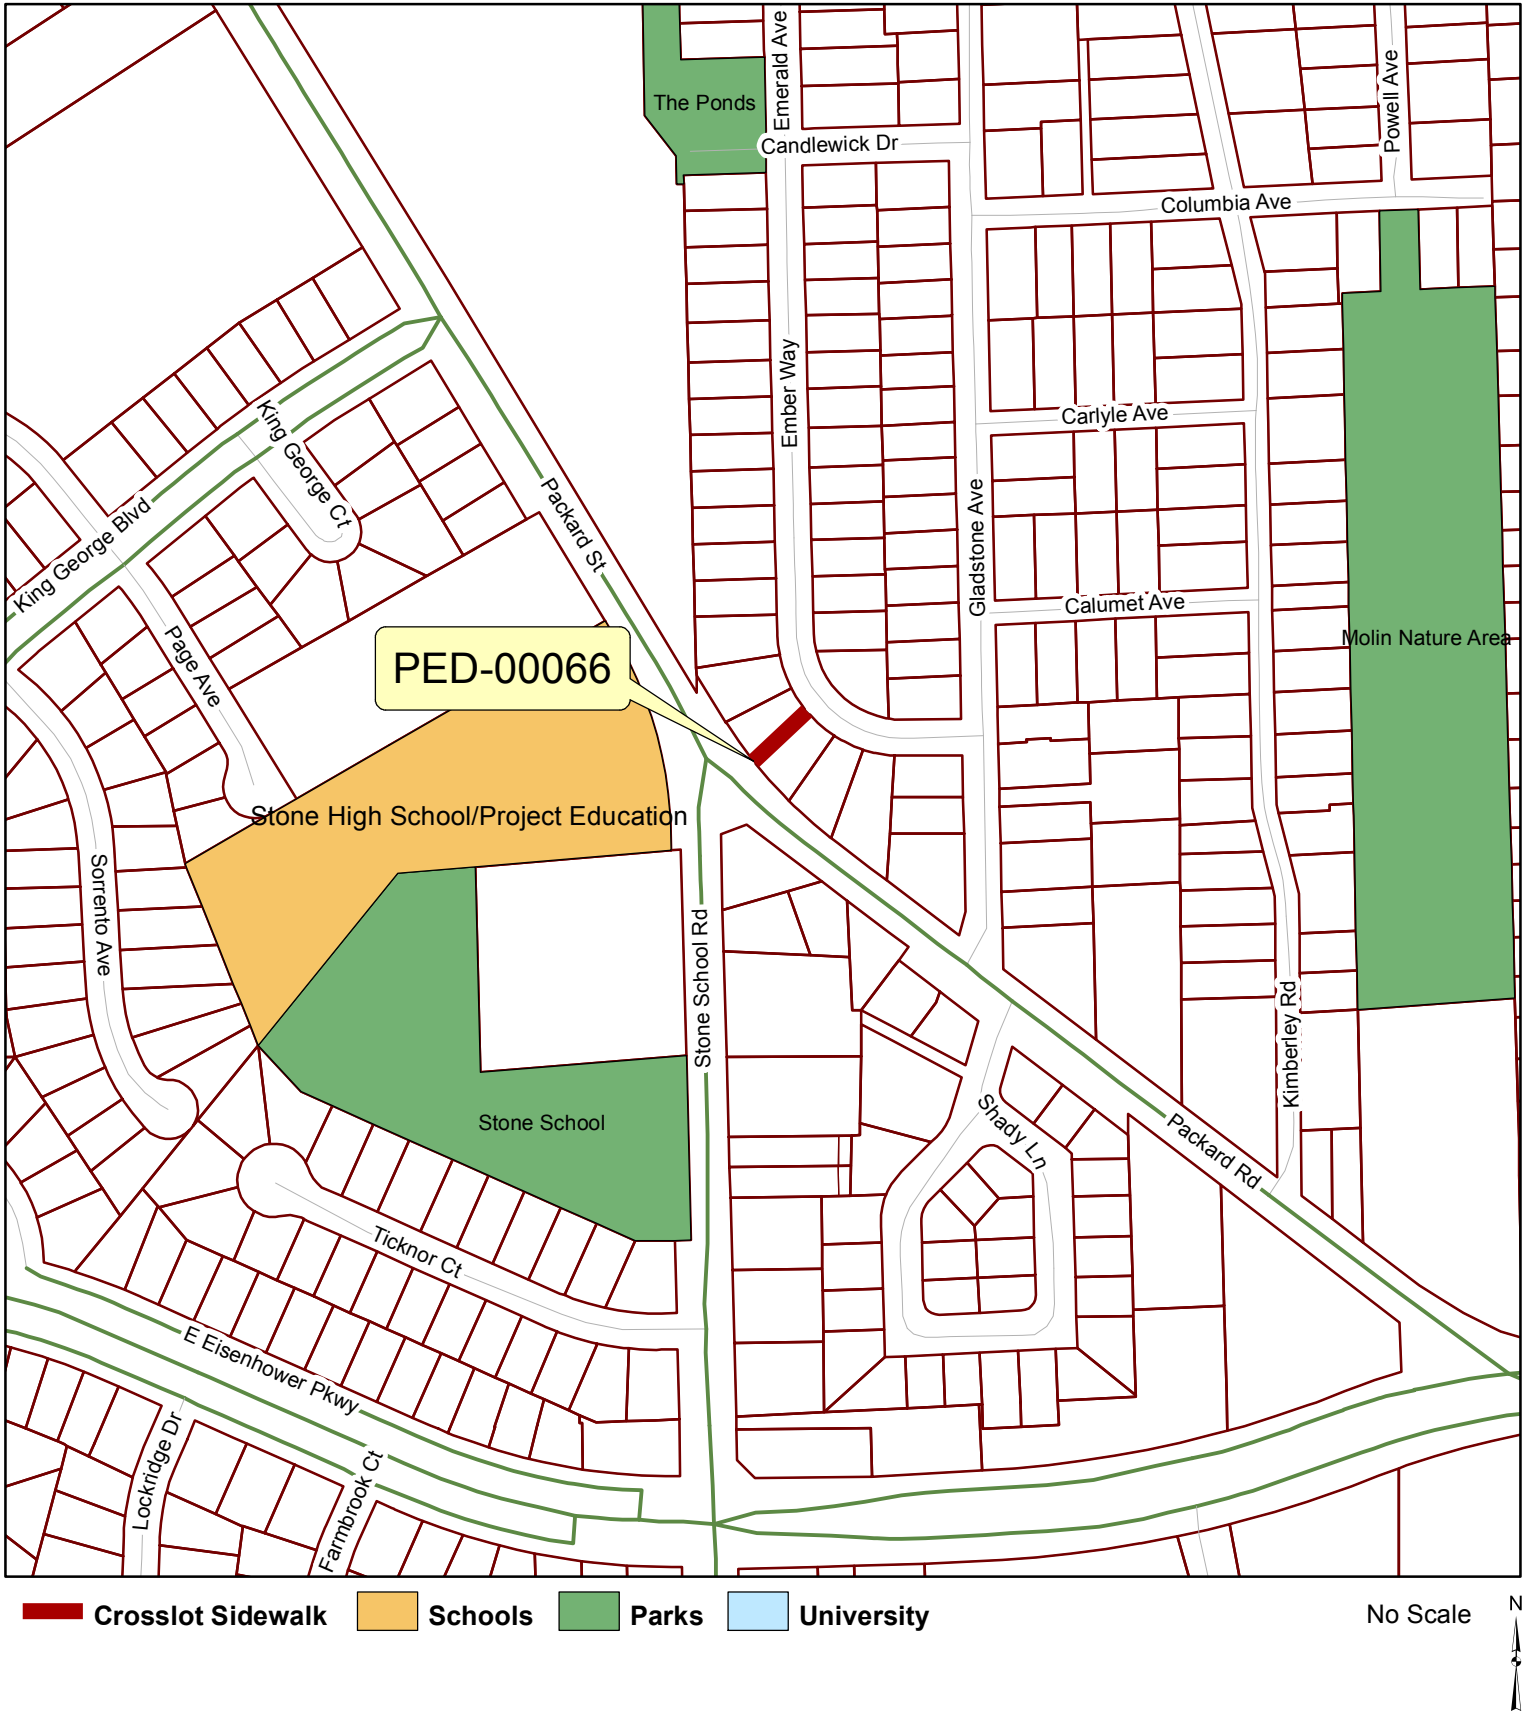 Emerald Ave
Powell Ave
The Ponds
Candlewick Dr
Columbia Ave
Ember Way
King George Ct
Carlyle Ave
Packard St
Gladstone Ave
King George Blvd
Calumet Ave
Molin Nature Area
Page Ave
PED-00066
Stone High School/Project Education
Sorrento Ave
Stone School Rd
Kimberley Rd
Stone School
Shady Ln
Packard Rd
Ticknor Ct
E Eisenhower Pkwy
Lockridge Dr
Farmbrook Ct
Crosslot Sidewalk
Schools
Parks
University
No Scale
N